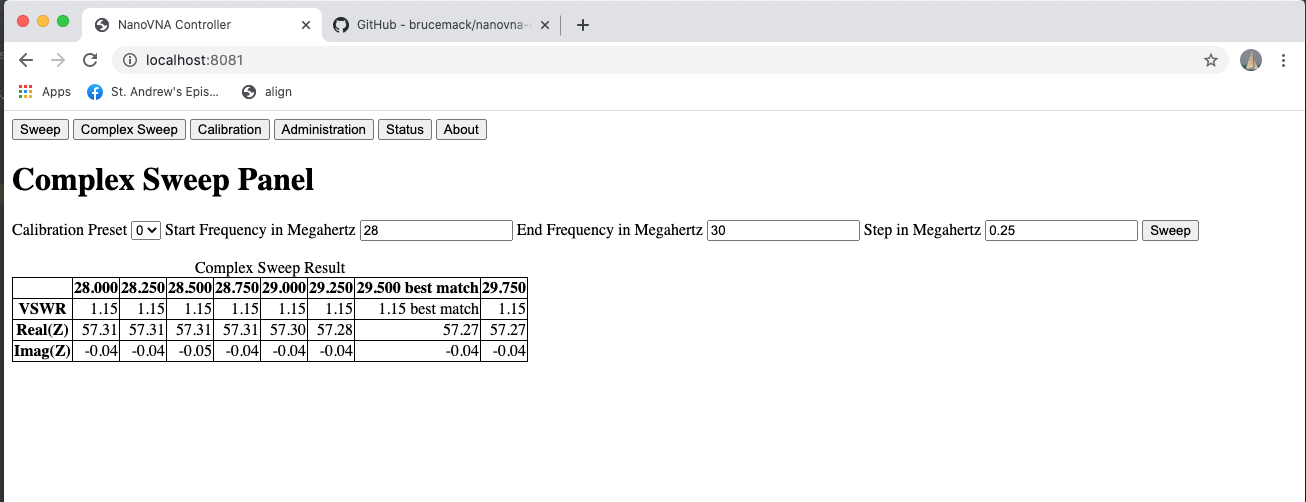 NanoVNA Controller
GitHub - brucemack/nanovna-
localhost:8081
Apps St. Andrew's Epis... align
Sweep Complex Sweep Calibration Administration Status About
Complex Sweep Panel
Calibration Preset 0 Start Frequency in Megahertz 28 End Frequency in Megahertz 30 Step in Megahertz 0.25 Sweep
Complex Sweep Result
28.000 28.250 28.500 28.750 29.000 29.250 29.500 best match 29.750
VSWR 1.15 1.15 1.15 1.15 1.15 1.15 1.15 best match 1.15
Real(Z) 57.31 57.31 57.31 57.31 57.30 57.28 57.27 57.27
Imag(Z) -0.04 -0.04 -0.05 -0.04 -0.04 -0.04 -0.04 -0.04